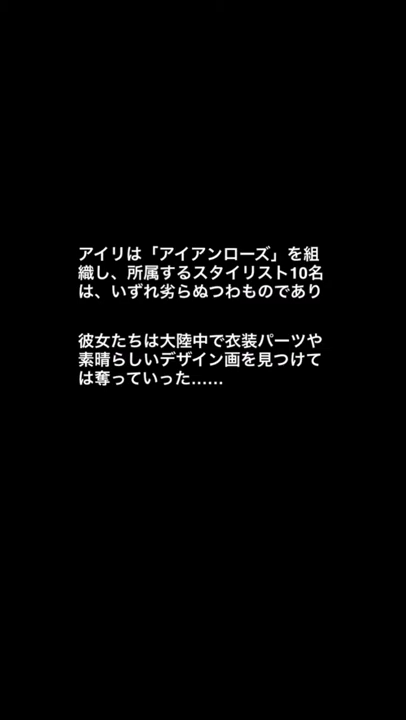 アイリは「アイアンローズ」を組
織し、所属するスタイリスト10名
は、いずれ劣らぬつわものであり
彼女たちは大陸中で衣装パーツや
素晴らしいデザイン画を見つけて
は奪っていった……